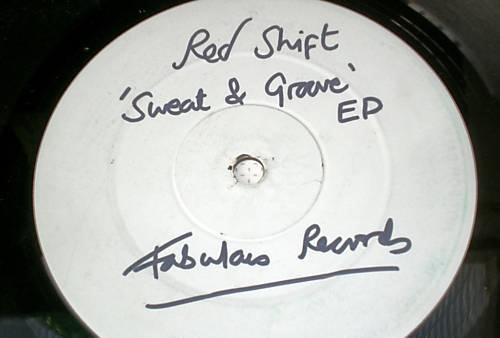 Red Shift
'Sweat & Groove'
EP
Fabulous Records